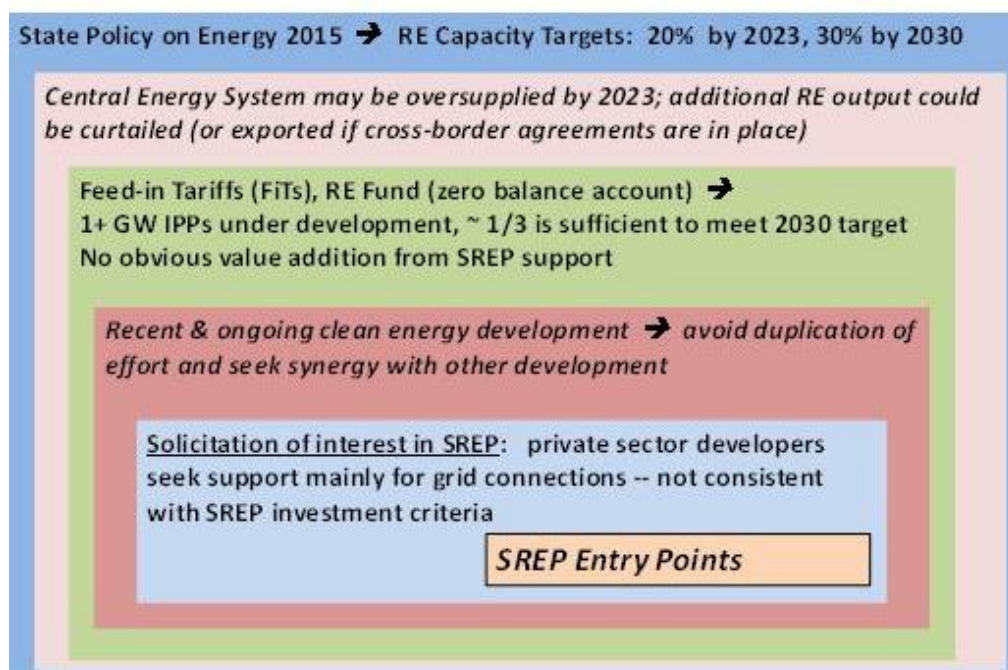 State Policy on Energy 2015 ➔ RE Capacity Targets: 20% by 2023, 30% by 2030
Central Energy System may be oversupplied by 2023; additional RE output could
be curtailed (or exported if cross-border agreements are in place)
Feed-in Tariffs (FiTs), RE Fund (zero balance account) ➔
1+ GW IPPs under development, ~ 1/3 is sufficient to meet 2030 target
No obvious value addition from SREP support
Recent & ongoing clean energy development ➔ avoid duplication of
effort and seek synergy with other development
Solicitation of interest in SREP: private sector developers
seek support mainly for grid connections -- not consistent
with SREP investment criteria
SREP Entry Points